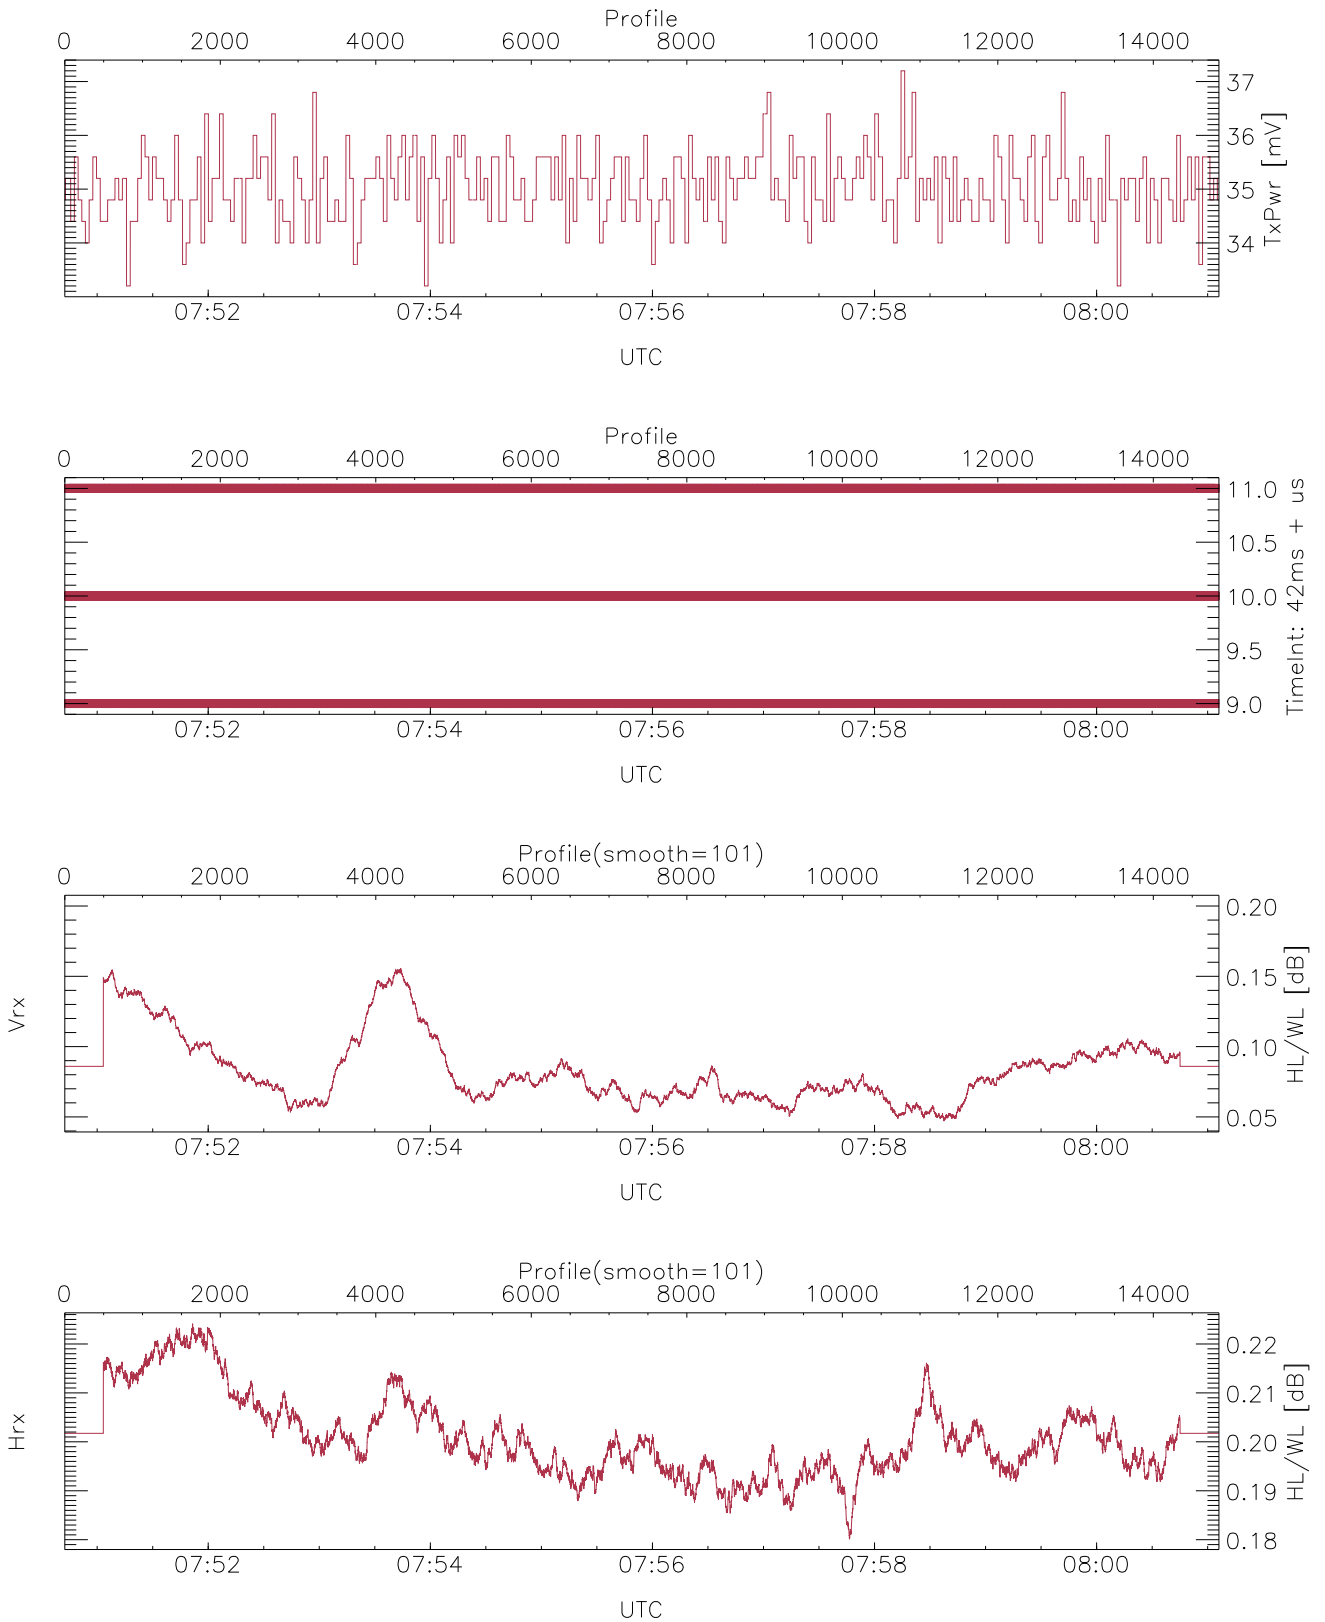 Profile
0 2000 4000 6000 8000 10000 12000 14000
37
36
35
34
TxPwr [mV]
07:52 07:54 07:56 07:58 08:00
UTC
Profile
0 2000 4000 6000 8000 10000 12000 14000
11.0
10.5
10.0
9.5
9.0
TimeInt: 42ms + us
07:52 07:54 07:56 07:58 08:00
UTC
Profile(smooth=101)
0 2000 4000 6000 8000 10000 12000 14000
Vrx
0.20
0.15
0.10
0.05
HL/WL [dB]
07:52 07:54 07:56 07:58 08:00
UTC
Profile(smooth=101)
0 2000 4000 6000 8000 10000 12000 14000
Hrx
0.22
0.21
0.20
0.19
0.18
HL/WL [dB]
07:52 07:54 07:56 07:58 08:00
UTC